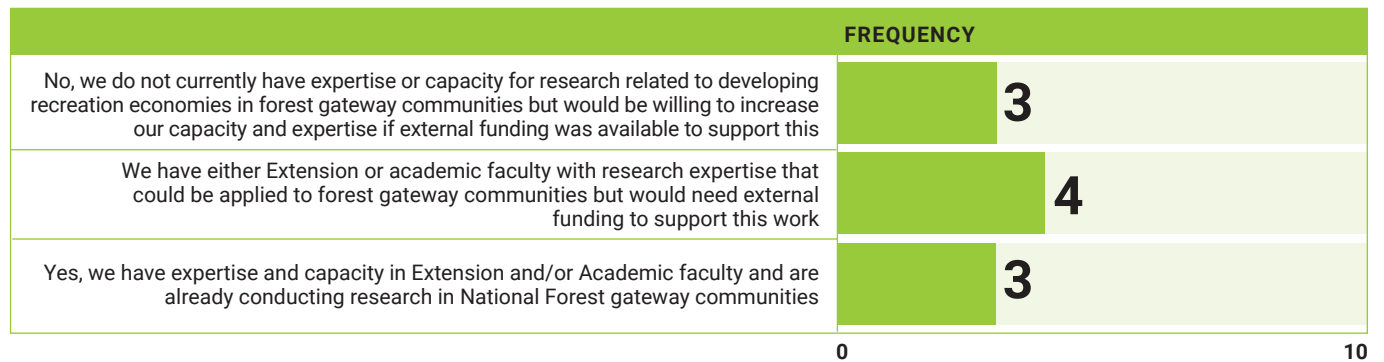 FREQUENCY
No, we do not currently have expertise or capacity for research related to developing
recreation economies in forest gateway communities but would be willing to increase
our capacity and expertise if external funding was available to support this
3
We have either Extension or academic faculty with research expertise that
could be applied to forest gateway communities but would need external
funding to support this work
4
Yes, we have expertise and capacity in Extension and/or Academic faculty and are
already conducting research in National Forest gateway communities
3
0 10